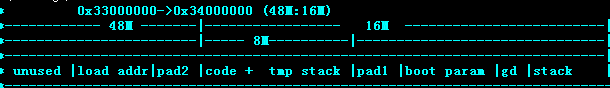 * 0x33000000->0x34000000 (48M:16M)
*--------------------- 48M -------------|--------------------- 16M ----------------------------------|
*---------------------------------------|----- 8M------------|---------------------------------------|
* unused |load addr|pad2 |code + tmp stack |pad1 |boot param |gd |stack |
*-----------------------------------------------------------------------------------------------------